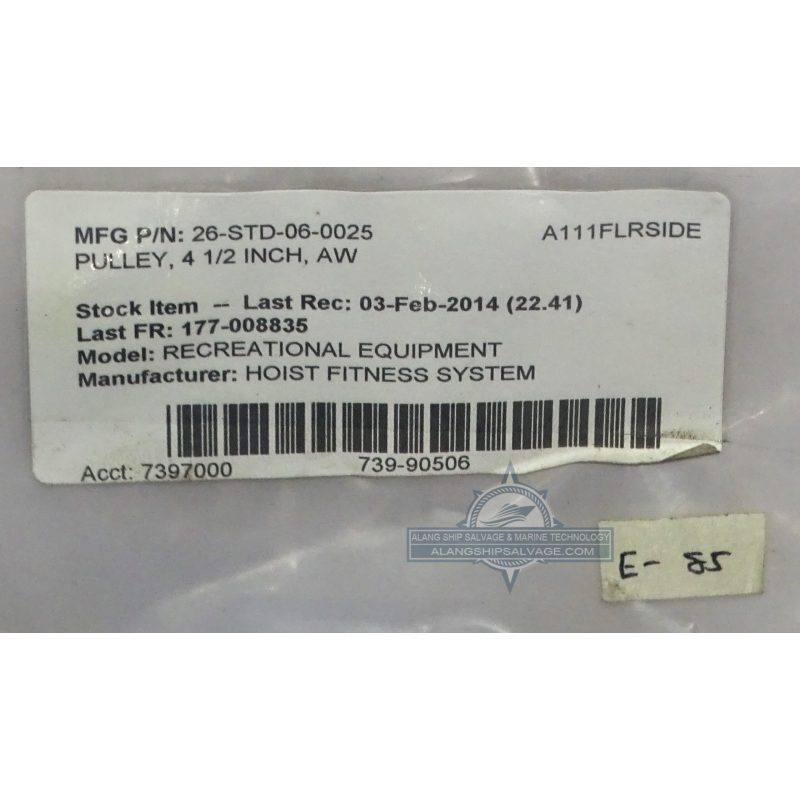 MFG P/N: 26-STD-06-0025 A111FLRSIDE
PULLEY, 4 1/2 INCH, AW
Stock Item -- Last Rec: 03-Feb-2014 (22.41)
Last FR: 177-008835
Model: RECREATIONAL EQUIPMENT
Manufacturer: HOIST FITNESS SYSTEM
Acct: 7397000 739-90506
ALANG SHIP SALVAGE & MARINE TECHNOLOGY
ALANGSHIPSALVAGE.COM
E- 85